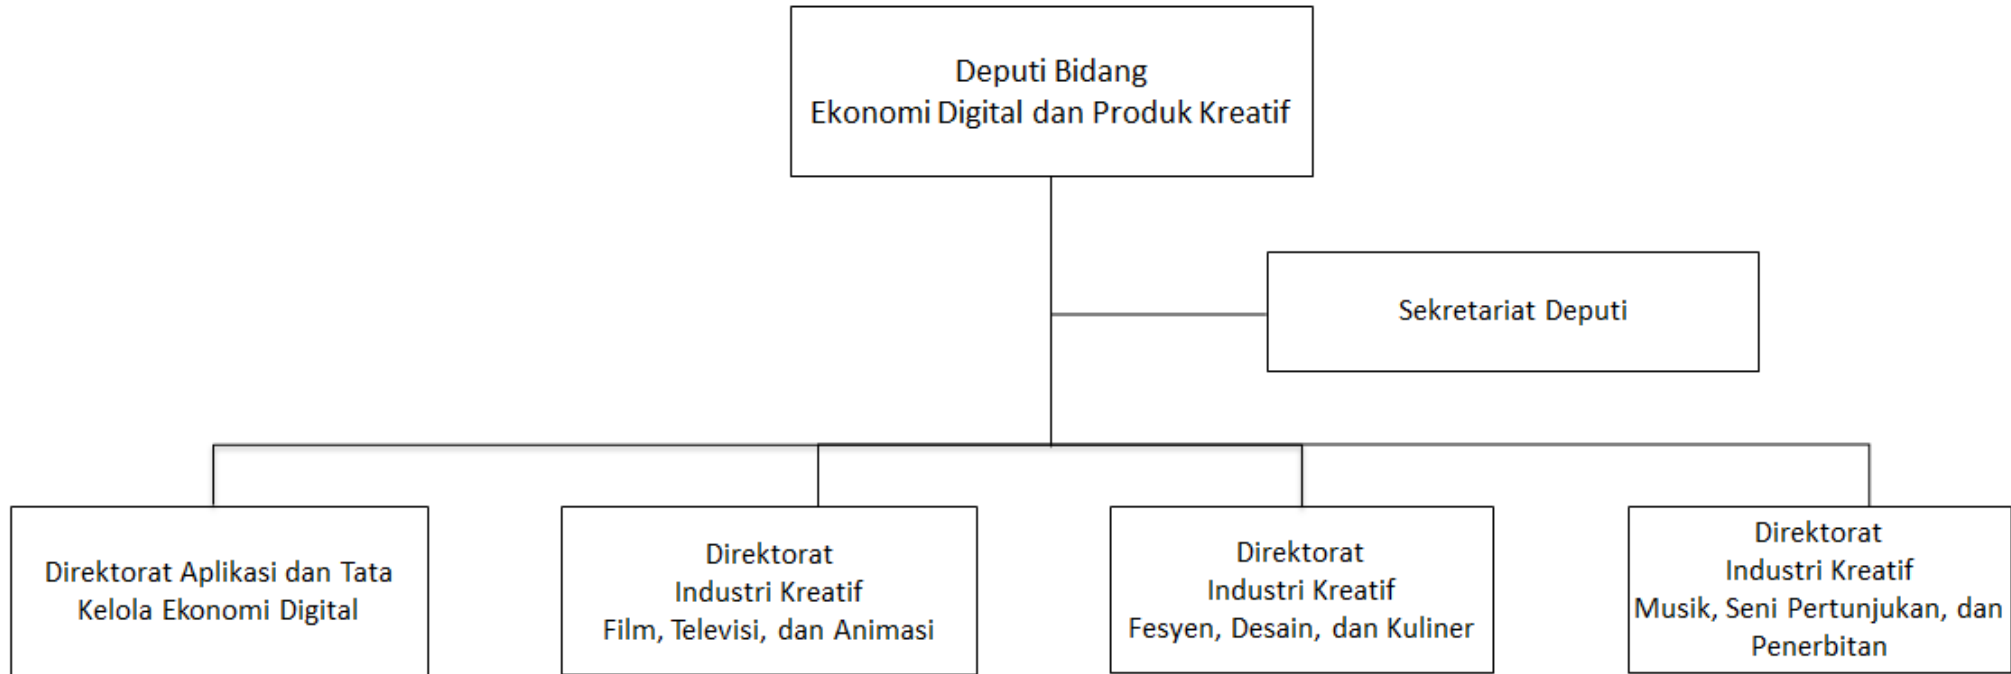 Deputi Bidang
Ekonomi Digital dan Produk Kreatif
Sekretariat Deputi
Direktorat Aplikasi dan Tata
Kelola Ekonomi Digital
Direktorat
Industri Kreatif
Film, Televisi, dan Animasi
Direktorat
Industri Kreatif
Fesyen, Desain, dan Kuliner
Direktorat
Industri Kreatif
Musik, Seni Pertunjukan, dan
Penerbitan